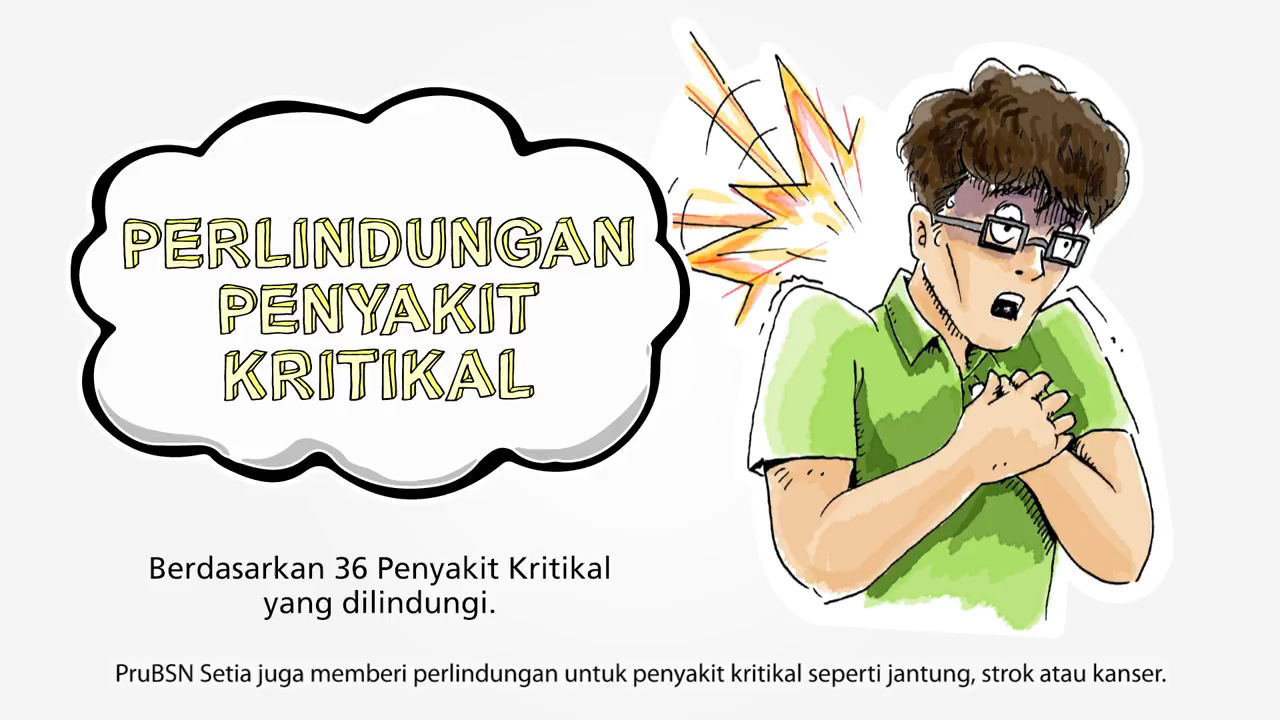 PERLINDUNGAN
PENYAKIT
KRITIKAL
Berdasarkan 36 Penyakit Kritikal
yang dilindungi.
PruBSN Setia juga memberi perlindungan untuk penyakit kritikal seperti jantung, strok atau kanser.